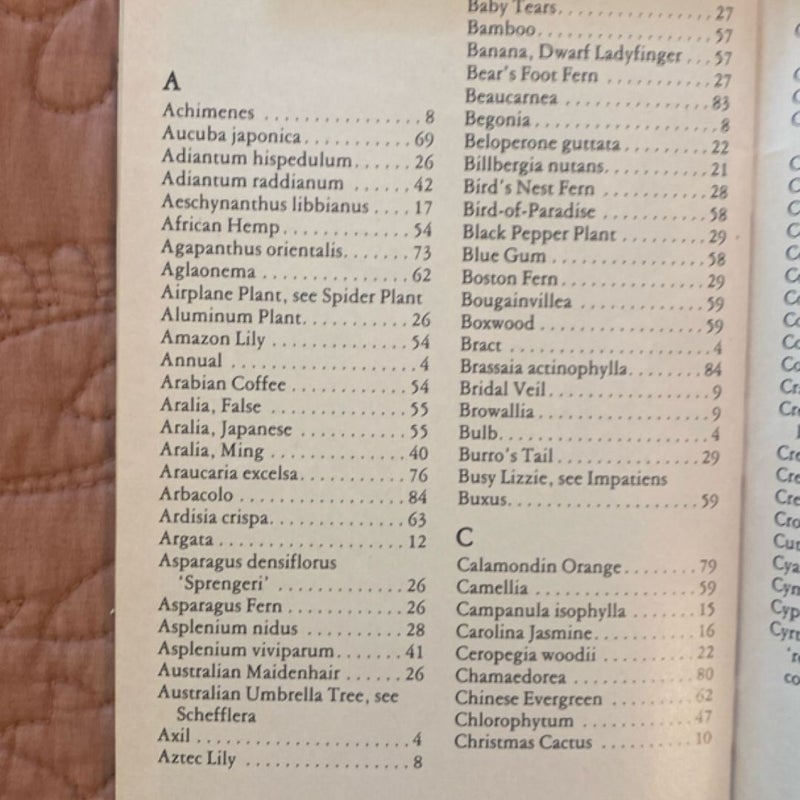 A
Achimenes ................ 8
Aucuba japonica ............ 69
Adiantum hispedulum ...... 26
Adiantum raddianum ....... 42
Aeschynanthus libbianus .... 17
African Hemp ............. 54
Agapanthus orientalis ....... 73
Aglaonema ............... 62
Airplane Plant, see Spider Plant
Aluminum Plant ........... 26
Amazon Lily .............. 54
Annual ................... 4
Arabian Coffee ............ 54
Aralia, False .............. 55
Aralia, Japanese ........... 55
Aralia, Ming .............. 40
Araucaria excelsa ........... 76
Arbacolo ................. 84
Ardisia crispa ............. 63
Argata ................... 12
Asparagus densiflorus
'Sprengeri' .............. 26
Asparagus Fern ............ 26
Asplenium nidus .......... 28
Asplenium viviparum ....... 41
Australian Maidenhair ...... 26
Australian Umbrella Tree, see
Schefflera
Axil ..................... 4
Aztec Lily ................ 8
Baby Tears ................ 27
Bamboo .................. 57
Banana, Dwarf Ladyfinger ... 57
Bear's Foot Fern ........... 27
Beaucarnea ............... 83
Begonia .................. 8
Beloperone guttata ......... 22
Billbergia nutans ........... 21
Bird's Nest Fern ........... 28
Bird-of-Paradise ........... 58
Black Pepper Plant ......... 29
Blue Gum ................ 58
Boston Fern ............... 29
Bougainvillea ............. 59
Boxwood ................. 59
Bract .................... 4
Brassaia actinophylla ........ 84
Bridal Veil ................ 9
Browallia ................. 9
Bulb ..................... 4
Burro's Tail ............... 29
Busy Lizzie, see Impatiens
Buxus .................... 59
C
Calamondin Orange ........ 79
Camellia ................. 59
Campanula isophylla ....... 15
Carolina Jasmine ........... 16
Ceropegia woodii .......... 22
Chamaedorea ............. 80
Chinese Evergreen ......... 62
Chlorophytum ............ 47
Christmas Cactus .......... 10